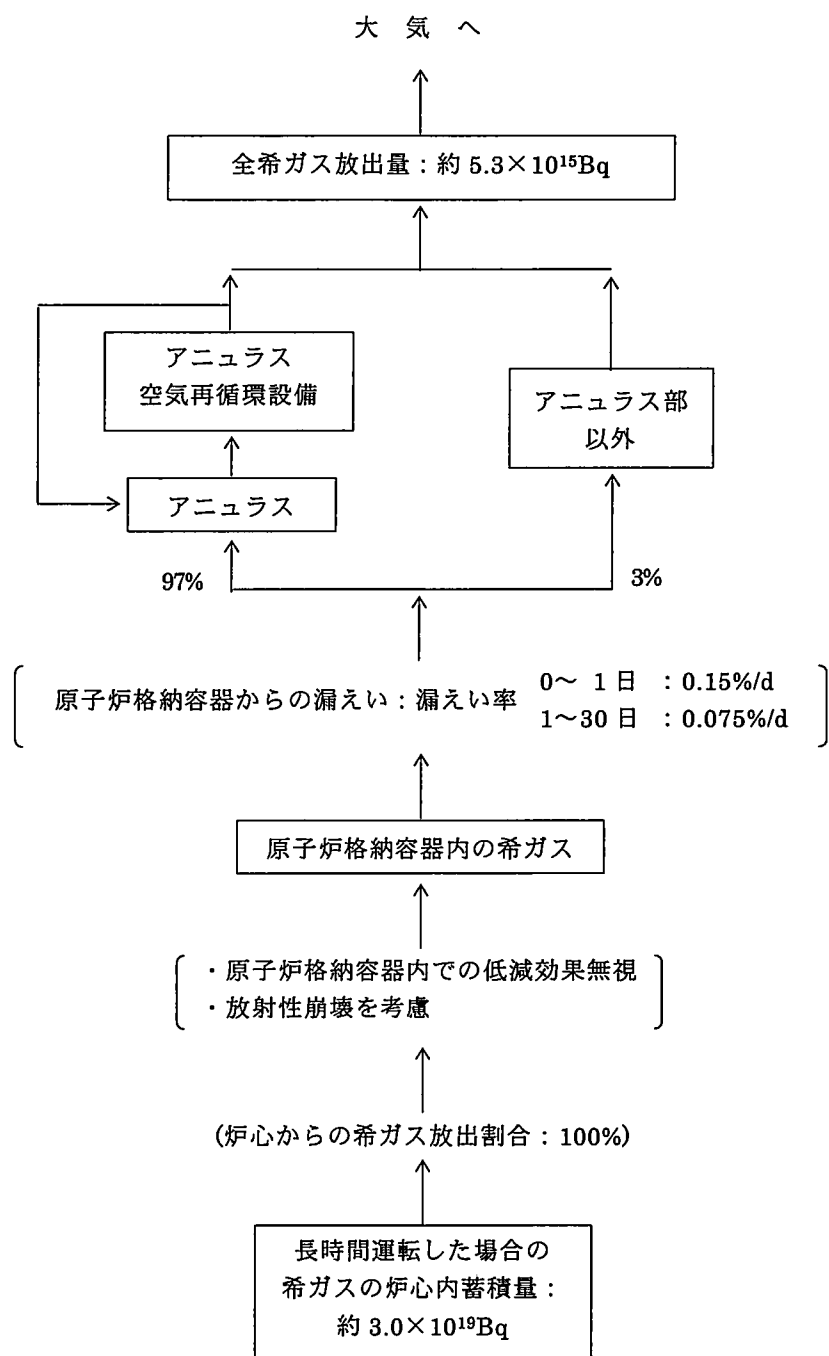 大 気 へ
全希ガス放出量:約 5.3×10¹⁵Bq
アニュラス
空気再循環設備
アニュラス部
以外
アニュラス
97%
3%
原子炉格納容器からの漏えい:漏えい率
0~ 1 日 :0.15%/d
1~30 日 :0.075%/d
原子炉格納容器内の希ガス
・原子炉格納容器内での低減効果無視
・放射性崩壊を考慮
(炉心からの希ガス放出割合:100%)
長時間運転した場合の
希ガスの炉心内蓄積量:
約 3.0×10¹⁹Bq